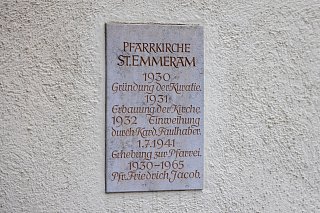 PFARRKIRCHE
ST.EMMERAM
1930
Gründung der Kuratie.
1931
Erbauung der Kirche.
1932 Einweihung
durch Kard. Faulhaber.
1.7.1941
Erhebung zur Pfarrei.
1930-1965
Pfr. Friedrich Jacob.